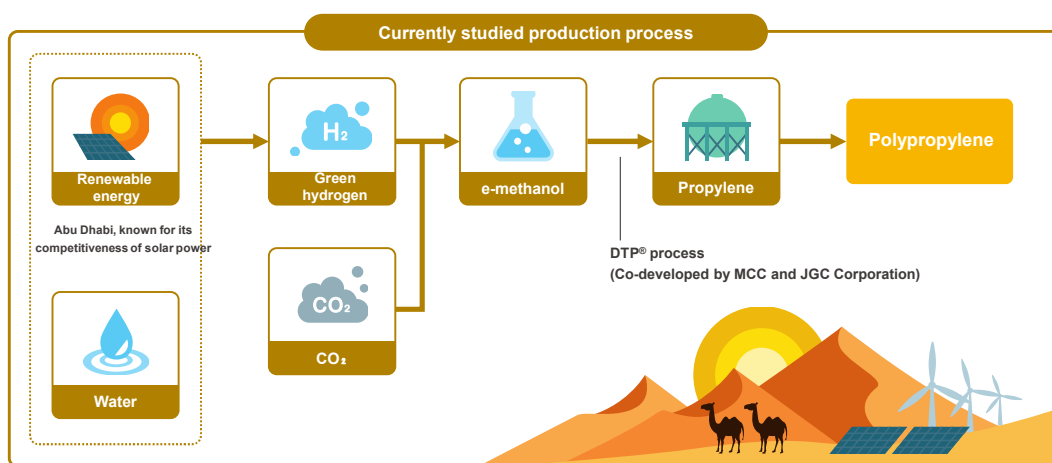 Currently studied production process
Renewable
energy
Abu Dhabi, known for its
competitiveness of solar power
Water
H₂
Green
hydrogen
CO₂
CO₂
e-methanol
DTP® process
(Co-developed by MCC and JGC Corporation)
Propylene
Polypropylene